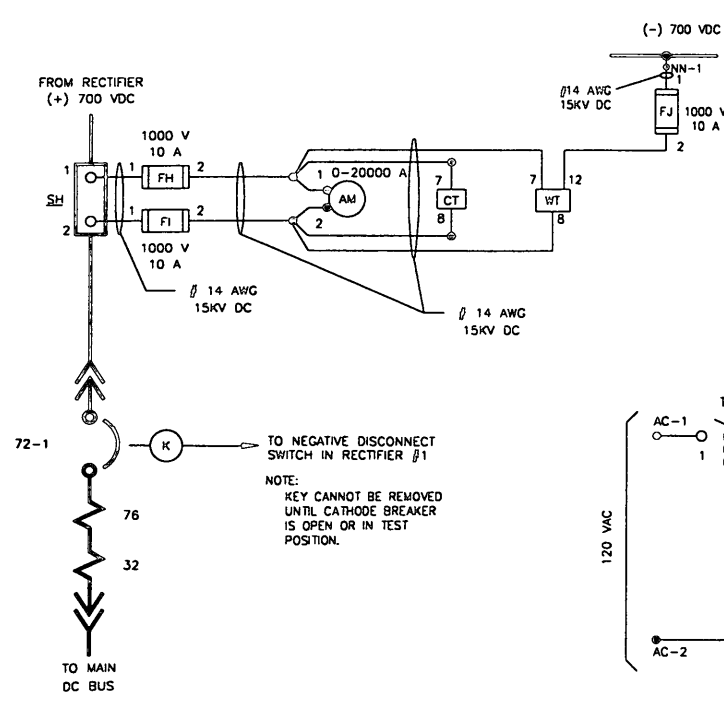 (-) 700 VDC
NN-1
1
#14 AWG
15KV DC
FJ
1000 V
10 A
2
FROM RECTIFIER
(+) 700 VDC
1000 V
10 A
1
1
FH
2
1
0-20000 A
AM
2
7
CT
8
7
12
WT
8
SH
2
1
FI
2
1000 V
10 A
# 14 AWG
15KV DC
# 14 AWG
15KV DC
72-1
K
TO NEGATIVE DISCONNECT
SWITCH IN RECTIFIER #1
NOTE:
KEY CANNOT BE REMOVED
UNTIL CATHODE BREAKER
IS OPEN OR IN TEST
POSITION.
76
32
TO MAIN
DC BUS
120 VAC
AC-1
1
AC-2